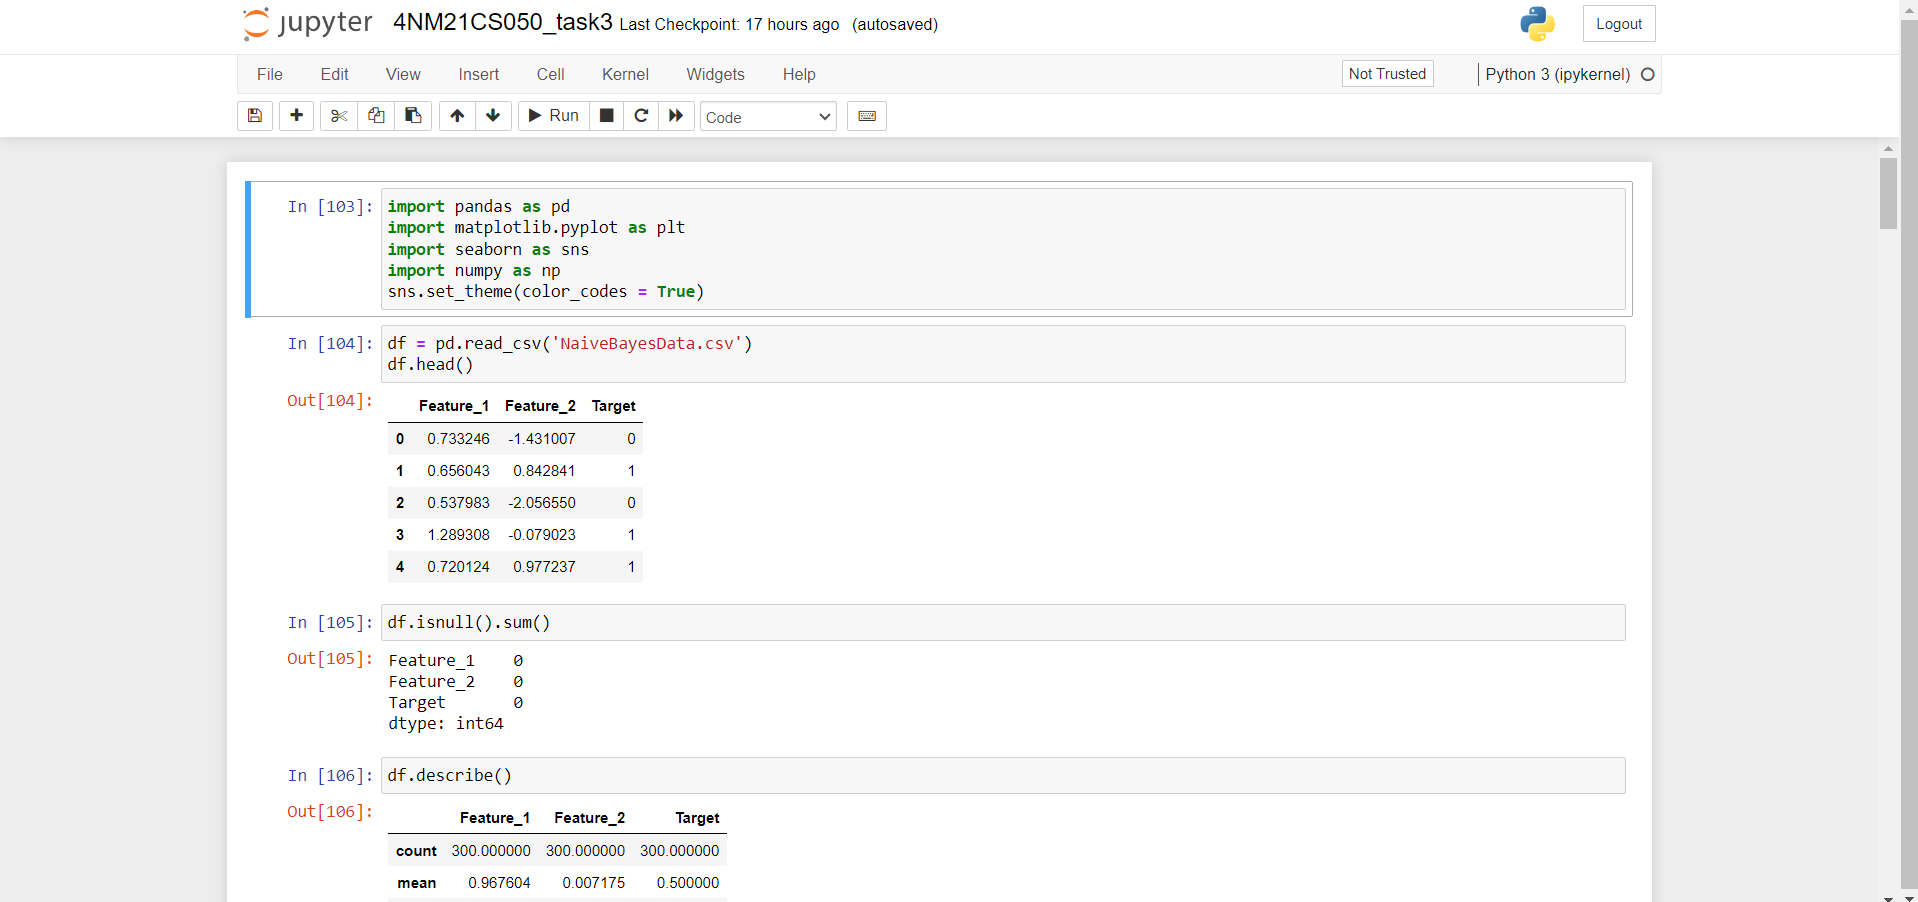 jupyter 4NM21CS050_task3 Last Checkpoint: 17 hours ago (autosaved) Logout
File Edit View Insert Cell Kernel Widgets Help Not Trusted Python 3 (ipykernel)
Run Code
In [103]: import pandas as pd
import matplotlib.pyplot as plt
import seaborn as sns
import numpy as np
sns.set_theme(color_codes = True)
In [104]: df = pd.read_csv('NaiveBayesData.csv')
df.head()
Out[104]:
Feature_1 Feature_2 Target
0 0.733246 -1.431007 0
1 0.656043 0.842841 1
2 0.537983 -2.056550 0
3 1.289308 -0.079023 1
4 0.720124 0.977237 1
In [105]: df.isnull().sum()
Out[105]: Feature_1 0
Feature_2 0
Target 0
dtype: int64
In [106]: df.describe()
Out[106]:
Feature_1 Feature_2 Target
count 300.000000 300.000000 300.000000
mean 0.967604 0.007175 0.500000